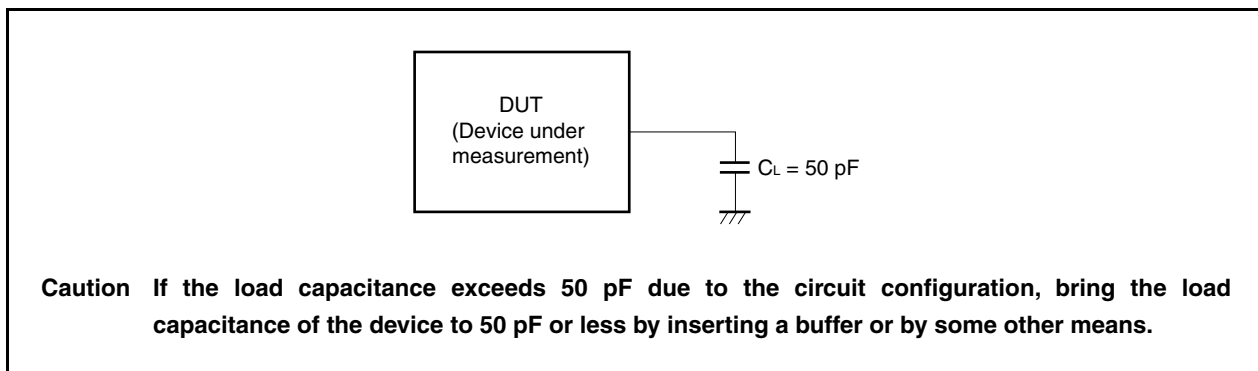 DUT
(Device under
measurement)
CL = 50 pF
Caution If the load capacitance exceeds 50 pF due to the circuit configuration, bring the load
capacitance of the device to 50 pF or less by inserting a buffer or by some other means.